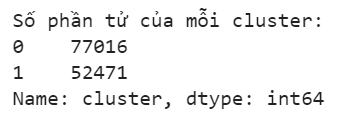 Số phần tử của mỗi cluster:
0    77016
1    52471
Name: cluster, dtype: int64